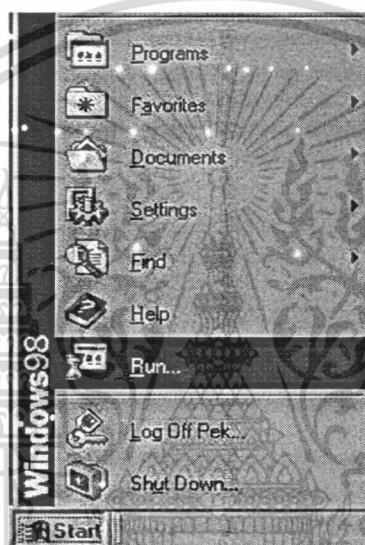 Programs
Favorites
Documents
Settings
Find
Help
Run...
Log Off Pek...
Shut Down...
Windows98
Start